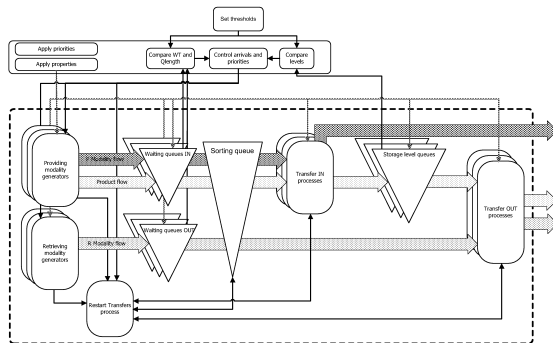 Set thresholds
Apply priorities
Apply properties
Compare WT and
Qlength
Control arrivals and
priorities
Compare
levels
Providing
modality
generators
P Modality flow
Product flow
Waiting queues IN
Sorting queue
Transfer IN
processes
Storage level queues
Transfer OUT
processes
Retrieving
modality
generators
R Modality flow
Waiting queues OUT
Restart Transfers
process